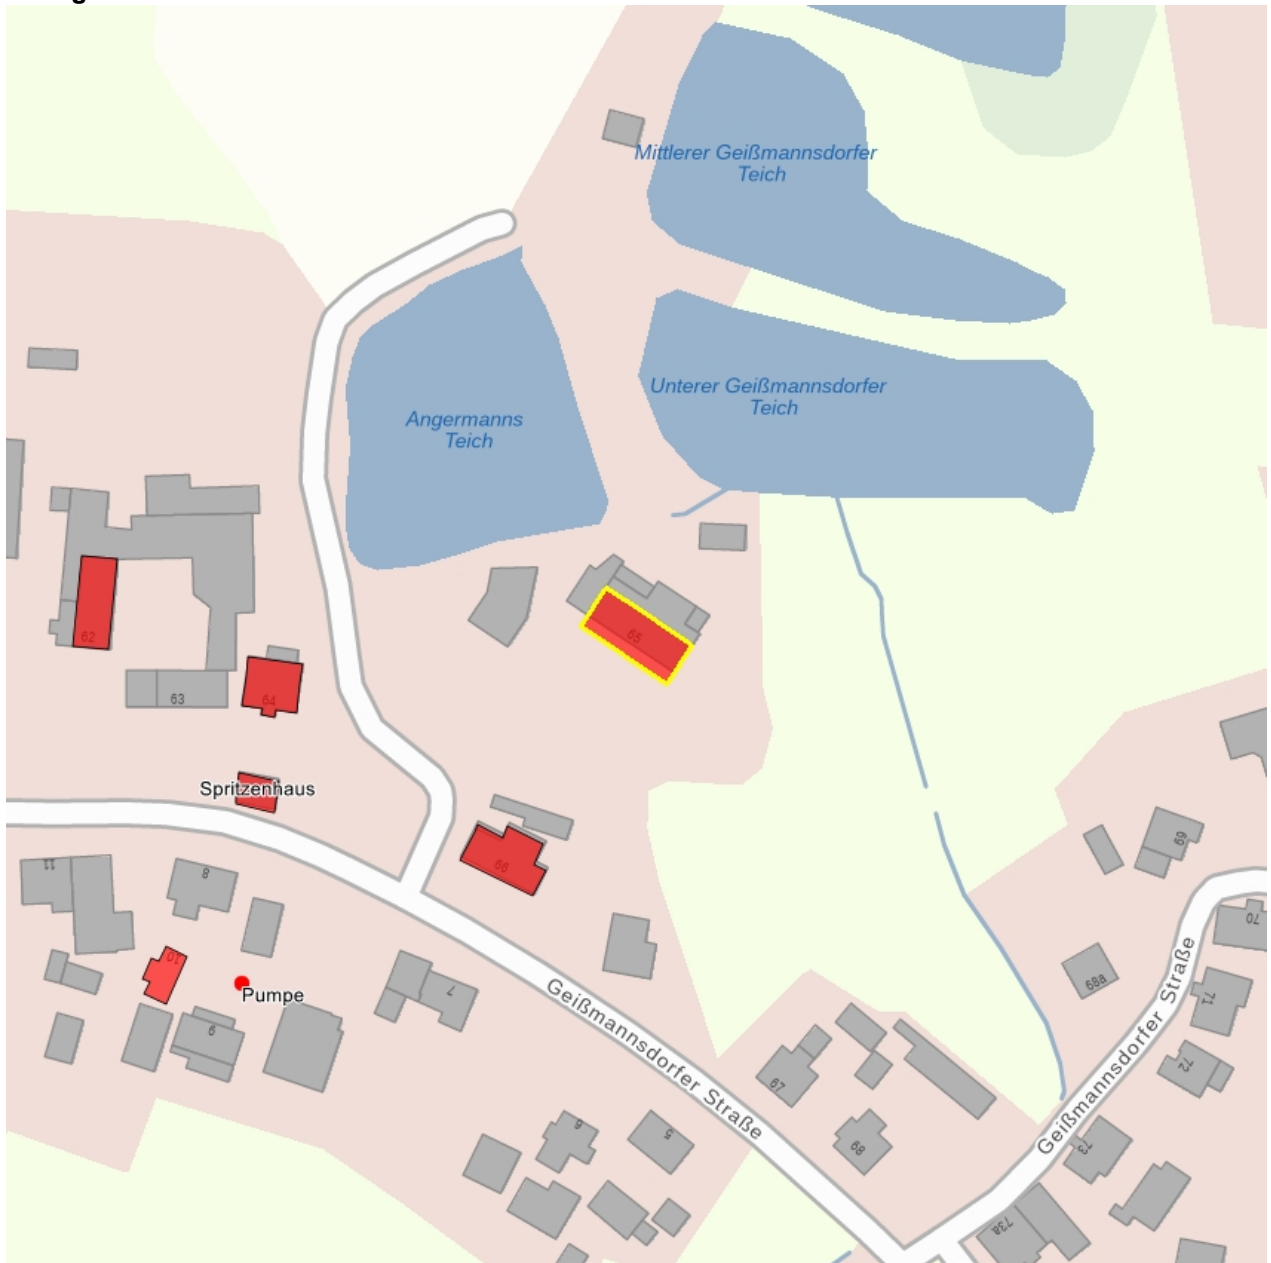 Mittlerer Geißmannsdorfer
Teich
Unterer Geißmannsdorfer
Teich
Angermanns
Teich
65
62
63
64
Spritzenhaus
66
69
70
11
8
10
Pumpe
7
9
Geißmannsdorfer Straße
69a
Geißmannsdorfer Straße
71
72
67
68
6
5
73
73a